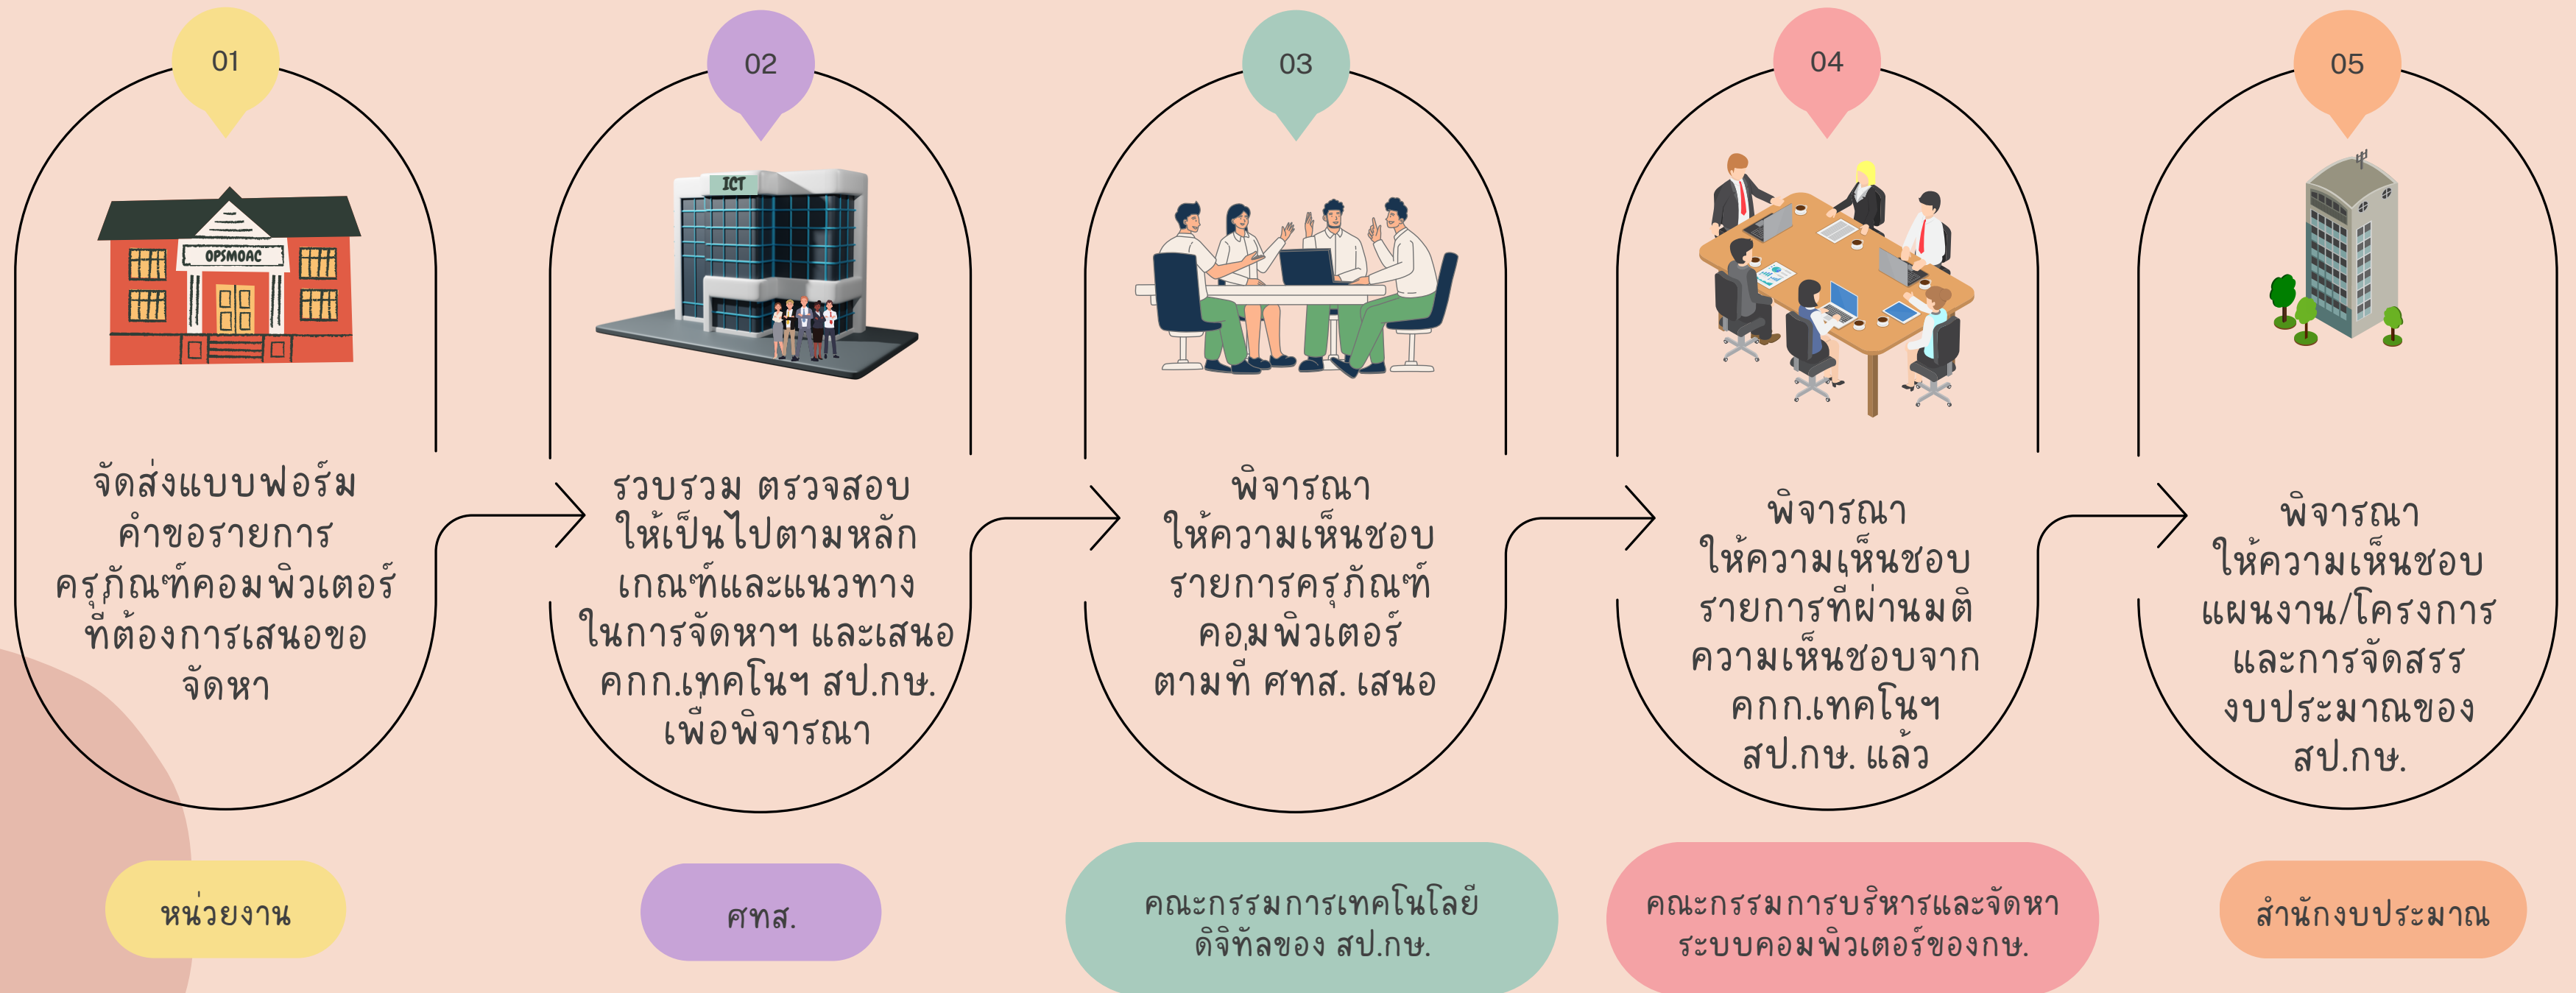 01
OPSMOAC
จัดส่งแบบฟอร์ม
คำขอรายการ
ครุภัณฑ์คอมพิวเตอร์
ที่ต้องการเสนอขอ
จัดหา
หน่วยงาน
02
ICT
รวบรวม ตรวจสอบ
ให้เป็นไปตามหลัก
เกณฑ์และแนวทาง
ในการจัดหาฯ และเสนอ
คกก.เทคโนฯ สป.กษ.
เพื่อพิจารณา
ศทส.
03
พิจารณา
ให้ความเห็นชอบ
รายการครุภัณฑ์
คอมพิวเตอร์
ตามที่ ศทส. เสนอ
คณะกรรมการเทคโนโลยี
ดิจิทัลของ สป.กษ.
04
พิจารณา
ให้ความเห็นชอบ
รายการที่ผ่านมติ
ความเห็นชอบจาก
คกก.เทคโนฯ
สป.กษ. แล้ว
คณะกรรมการบริหารและจัดหา
ระบบคอมพิวเตอร์ของกษ.
05
พิจารณา
ให้ความเห็นชอบ
แผนงาน/โครงการ
และการจัดสรร
งบประมาณของ
สป.กษ.
สำนักงบประมาณ